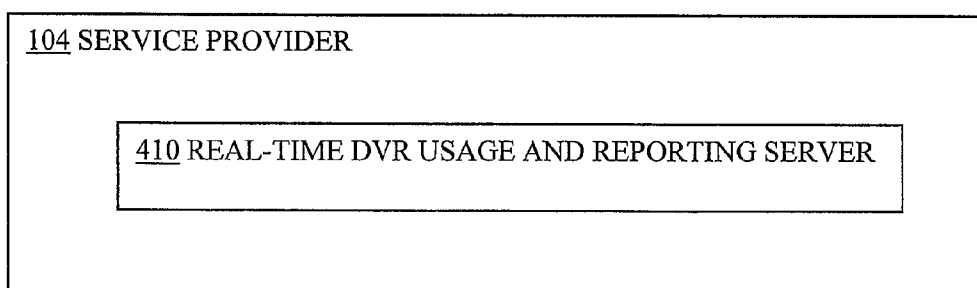 104 SERVICE PROVIDER
410 REAL-TIME DVR USAGE AND REPORTING SERVER